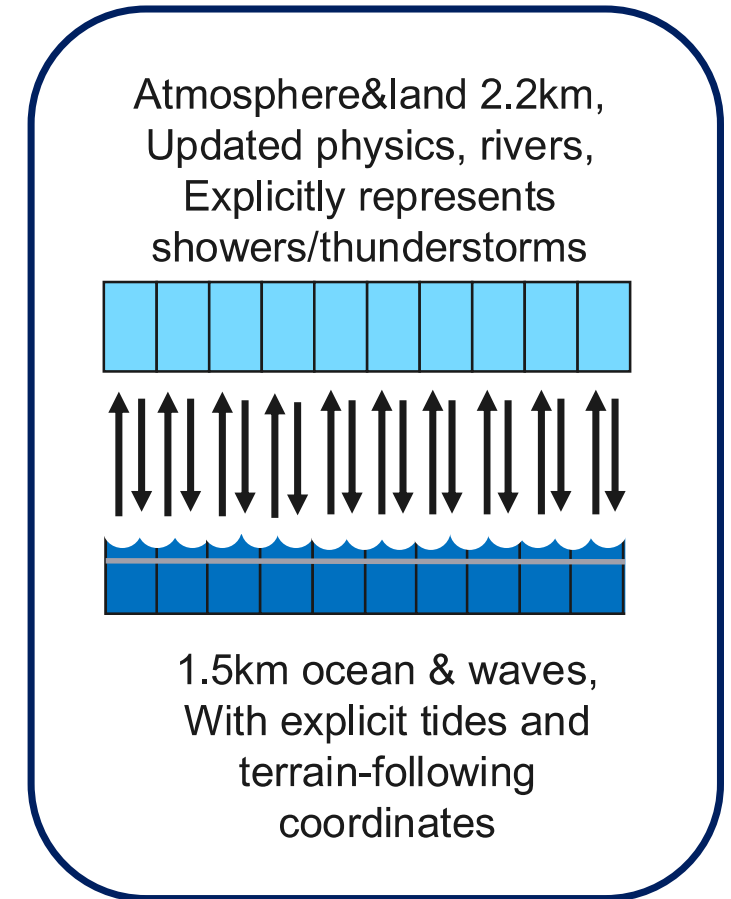 Atmosphere&land 2.2km,
Updated physics, rivers,
Explicitly represents
showers/thunderstorms
1.5km ocean & waves,
With explicit tides and
terrain-following
coordinates